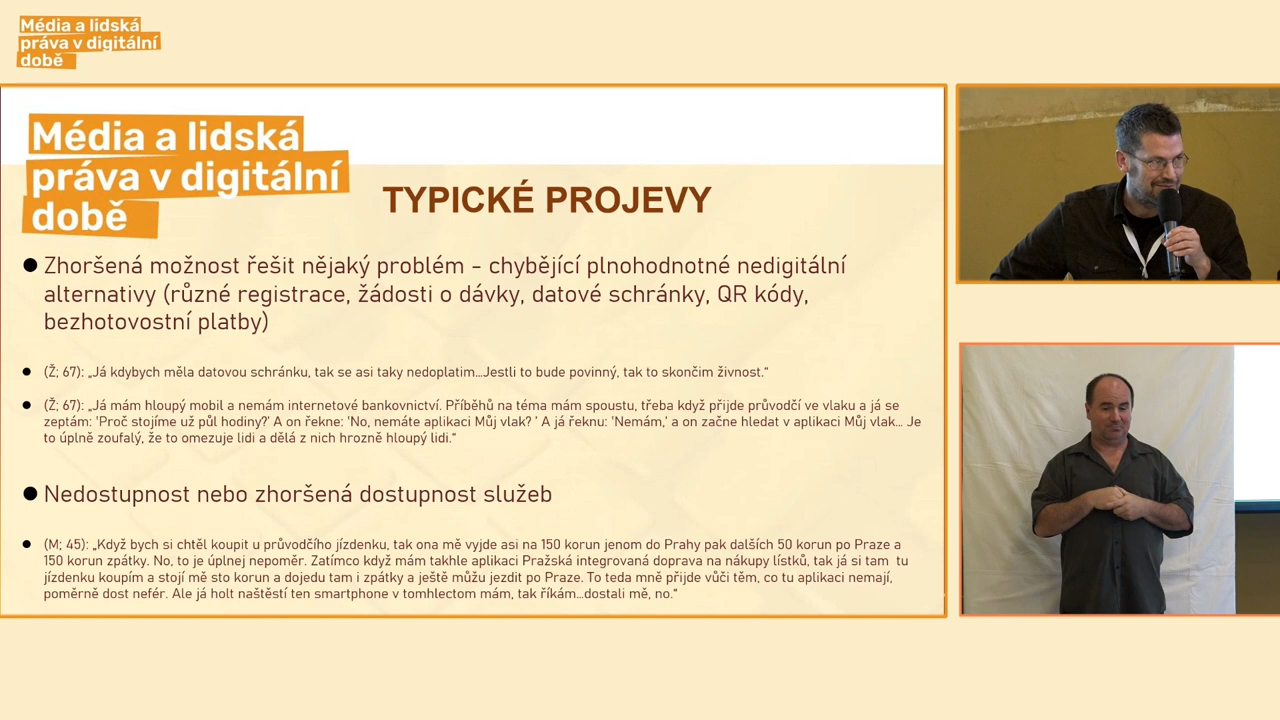 Média a lidská
práva v digitální
době
Média a lidská
práva v digitální
době
TYPICKÉ PROJEVY
Zhoršená možnost řešit nějaký problém - chybějící plnohodnotné nedigitální
alternativy (různé registrace, žádosti o dávky, datové schránky, QR kódy,
bezhotovostní platby)
(Ž; 67): „Já kdybych měla datovou schránku, tak se asi taky nedoplatim...Jestli to bude povinný, tak to skončim živnost.“
(Ž; 67): „Já mám hloupý mobil a nemám internetové bankovnictví. Příběhů na téma mám spoustu, třeba když přijde průvodčí ve vlaku a já se
zeptám: 'Proč stojíme už půl hodiny?' A on řekne: 'No, nemáte aplikaci Můj vlak? ' A já řeknu: 'Nemám,' a on začne hledat v aplikaci Můj vlak... Je
to úplně zoufalý, že to omezuje lidi a dělá z nich hrozně hloupý lidi.“
Nedostupnost nebo zhoršená dostupnost služeb
(M; 45): „Když bych si chtěl koupit u průvodčího jízdenku, tak ona mě vyjde asi na 150 korun jenom do Prahy pak dalších 50 korun po Praze a
150 korun zpátky. No, to je úplnej nepoměr. Zatímco když mám takhle aplikaci Pražská integrovaná doprava na nákupy lístků, tak já si tam tu
jízdenku koupím a stojí mě sto korun a dojedu tam i zpátky a ještě můžu jezdit po Praze. To teda mně přijde vůči těm, co tu aplikaci nemají,
poměrně dost nefér. Ale já holt naštěstí ten smartphone v tomhlectom mám, tak říkám...dostali mě, no.“